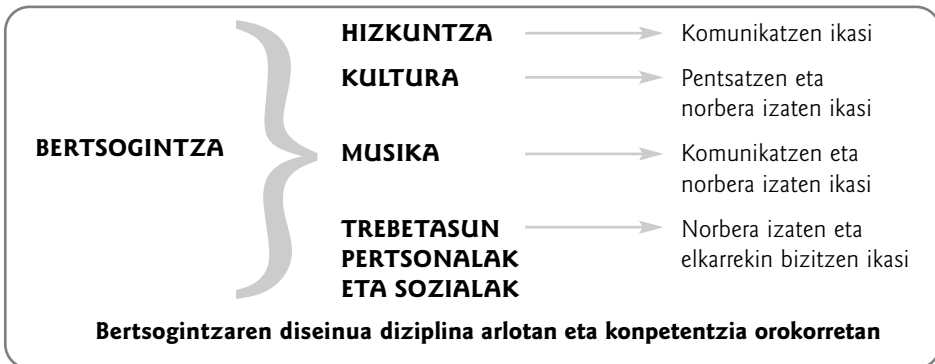 HIZKUNTZA Komunikatzen ikasi
KULTURA Pentsatzen eta
norbera izaten ikasi
BERTSOGINTZA
MUSIKA Komunikatzen eta
norbera izaten ikasi
TREBETASUN Norbera izaten eta
PERTSONALAK elkarrekin bizitzen ikasi
ETA SOZIALAK
Bertsogintzaren diseinua diziplina arlotan eta konpetentzia orokorretan